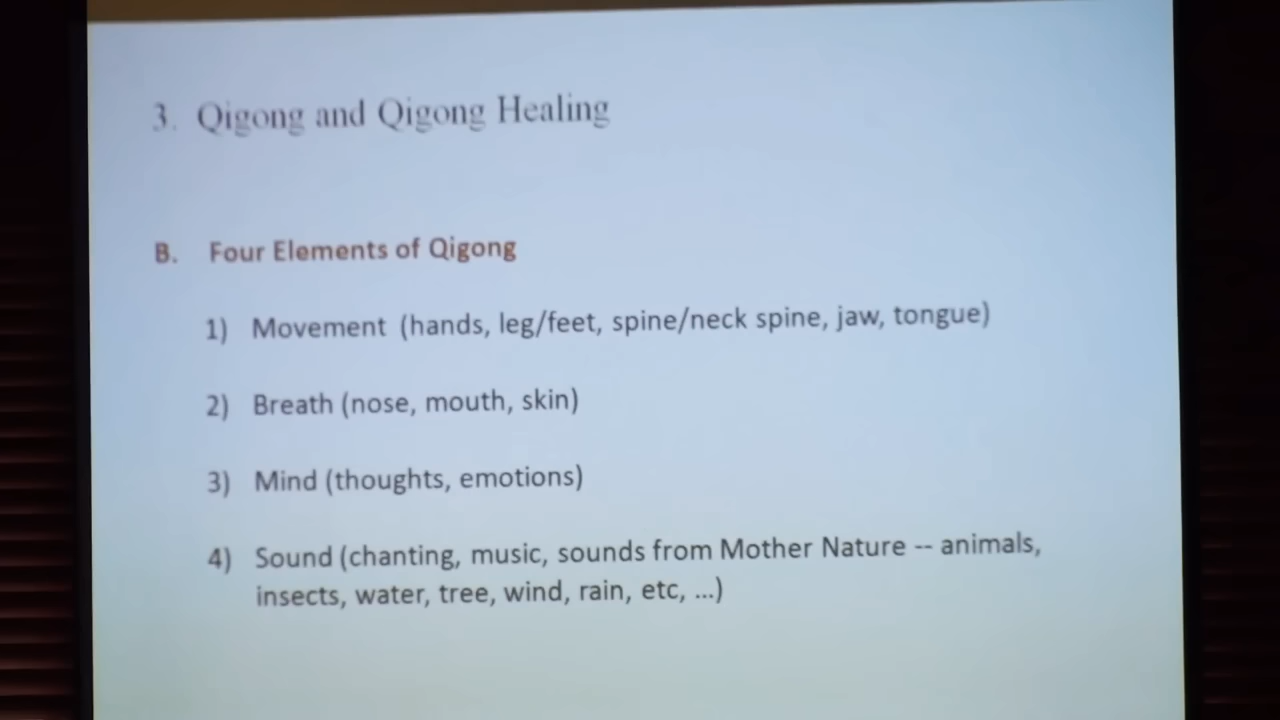 3. Qigong and Qigong Healing
B. Four Elements of Qigong
1) Movement (hands, leg/feet, spine/neck spine, jaw, tongue)
2) Breath (nose, mouth, skin)
3) Mind (thoughts, emotions)
4) Sound (chanting, music, sounds from Mother Nature -- animals,
insects, water, tree, wind, rain, etc, ...)